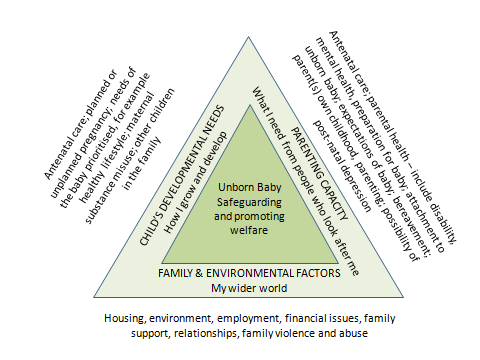 Antenatal care; planned or
unplanned pregnancy; needs of
the baby prioritised, for example
healthy lifestyle; maternal
substance misuse; other children
in the family
CHILD'S DEVELOPMENTAL NEEDS
How I grow and develop
Antenatal care; parental health – include disability,
mental health, preparation for baby; attachment to
unborn baby; expectations of baby; bereavement;
parent(s) own childhood, parenting; possibility of
post-natal depression
PARENTING CAPACITY
What I need from people who look after me
Unborn Baby
Safeguarding
and promoting
welfare
FAMILY & ENVIRONMENTAL FACTORS
My wider world
Housing, environment, employment, financial issues, family
support, relationships, family violence and abuse